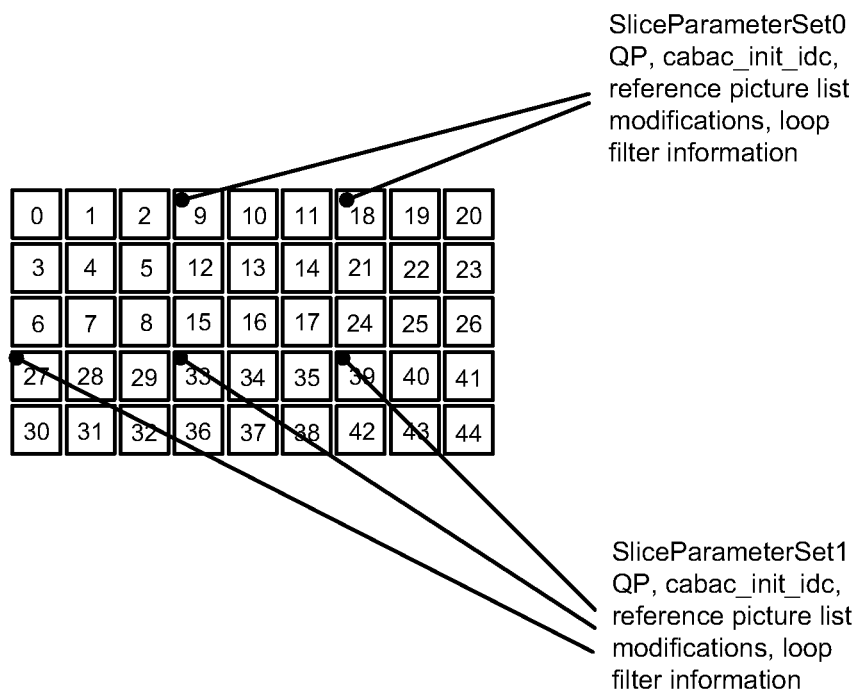 SliceParameterSet0
QP, cabac_init_idc,
reference picture list
modifications, loop
filter information
0 1 2 9 10 11 18 19 20
3 4 5 12 13 14 21 22 23
6 7 8 15 16 17 24 25 26
27 28 29 33 34 35 39 40 41
30 31 32 36 37 38 42 43 44
SliceParameterSet1
QP, cabac_init_idc,
reference picture list
modifications, loop
filter information